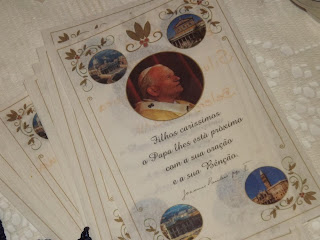 Filhos caríssimos
o Papa lhes está próximo
com a sua oração
e a sua Bênção.